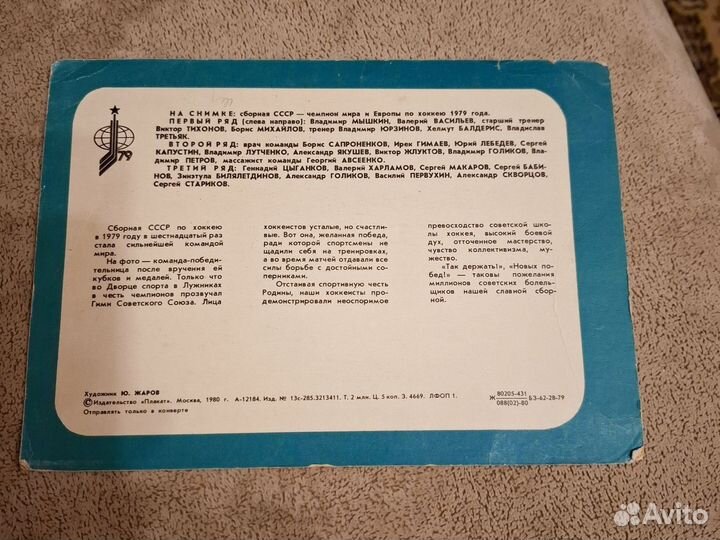 79
НА СНИМКЕ: сборная СССР — чемпион мира и Европы по хоккею 1979 года.
ПЕРВЫЙ РЯД (слева направо): Владимир МЫШКИН, Валерий ВАСИЛЬЕВ, старший тренер
Виктор ТИХОНОВ, Борис МИХАЙЛОВ, тренер Владимир ЮРЗИНОВ, Хелмут БАЛДЕРИС, Владислав
ТРЕТЬЯК.
ВТОРОЙ РЯД: врач команды Борис САПРОНЕНКОВ, Ирек ГИМАЕВ, Юрий ЛЕБЕДЕВ, Сергей
КАПУСТИН, Владимир ЛУТЧЕНКО, Александр ЯКУШЕВ, Виктор ЖЛУКТОВ, Владимир ГОЛИКОВ, Вла-
димир ПЕТРОВ, массажист команды Георгий АВСЕЕНКО.
ТРЕТИЙ РЯД: Геннадий ЦЫГАНКОВ, Валерий ХАРЛАМОВ, Сергей МАКАРОВ, Сергей БАБИ-
НОВ, Зинэтула БИЛЯЛЕТДИНОВ, Александр ГОЛИКОВ, Василий ПЕРВУХИН, Александр СКВОРЦОВ,
Сергей СТАРИКОВ.
Сборная СССР по хоккею
в 1979 году в шестнадцатый раз
стала сильнейшей командой
мира.
На фото — команда-победи-
тельница после вручения ей
кубков и медалей. Только что
во Дворце спорта в Лужниках
в честь чемпионов прозвучал
Гимн Советского Союза. Лица
хоккеистов усталые, но счастли-
вые. Вот она, желанная победа,
ради которой спортсмены не
щадили себя на тренировках,
а во время матчей отдавали все
силы борьбе с достойными со-
перниками.
Отстаивая спортивную честь
Родины, наши хоккеисты про-
демонстрировали неоспоримое
превосходство советской шко-
лы хоккея, высокий боевой
дух, отточенное мастерство,
чувство коллективизма, му-
жество.
«Так держать!», «Новых по-
бед!» — таковы пожелания
миллионов советских болель-
щиков нашей славной сбор-
ной.
Художник Ю. ЖАРОВ
©Издательство «Плакат». Москва, 1980 г. А-12184. Изд. № 13с-285.3213411. Т. 2 млн. Ц. 5 коп. З. 4669. ЛФОП 1.
Отправлять только в конверте
Ж 80205-431 БЗ-62-28-79
088(02)-80
Avito